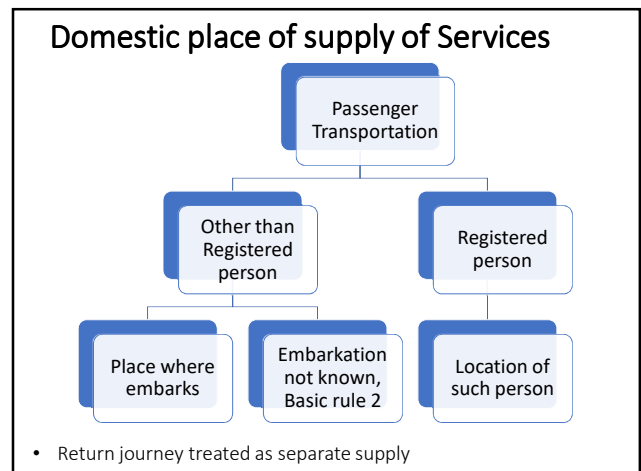 Domestic place of supply of Services
Passenger
Transportation
Other than
Registered
person
Registered
person
Place where
embarks
Embarkation
not known,
Basic rule 2
Location of
such person
• Return journey treated as separate supply